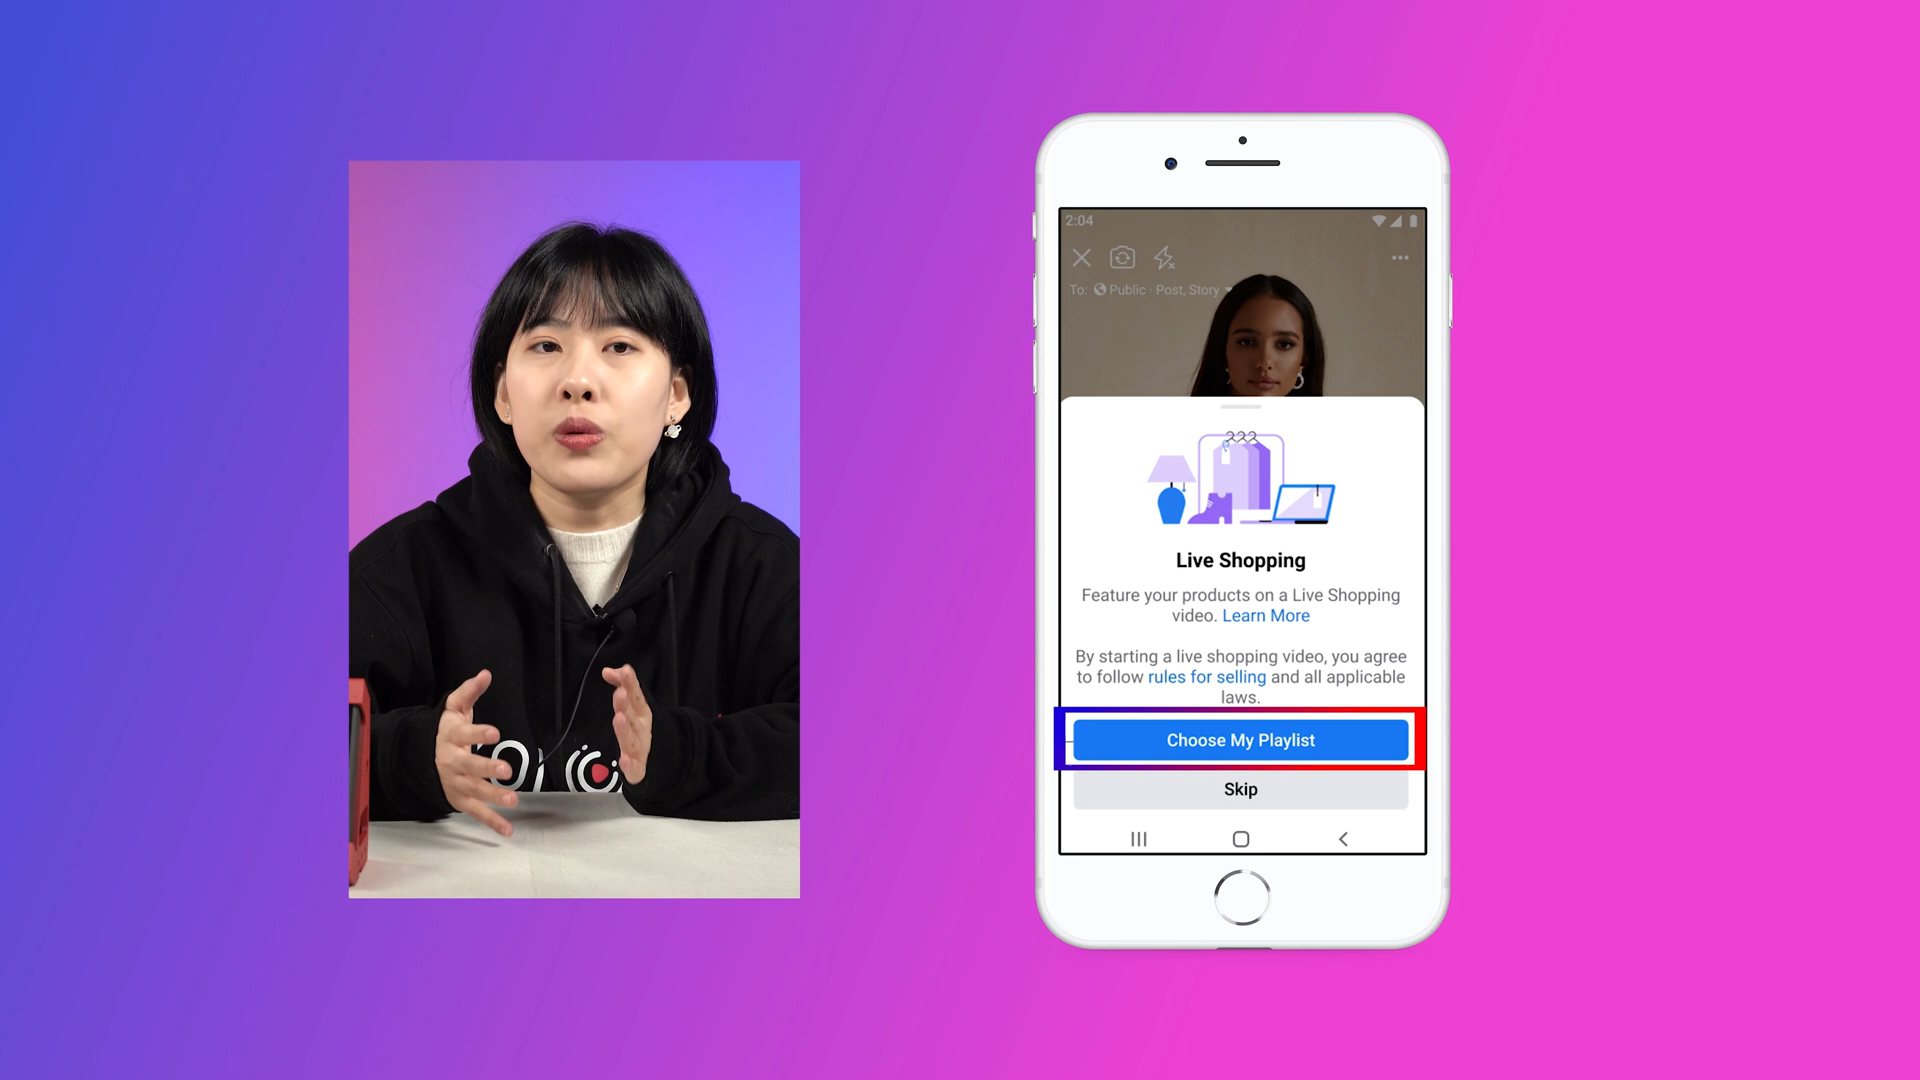 2:04
To: Public · Post, Story
Live Shopping
Feature your products on a Live Shopping
video. Learn More
By starting a live shopping video, you agree
to follow rules for selling and all applicable
laws.
Choose My Playlist
Skip